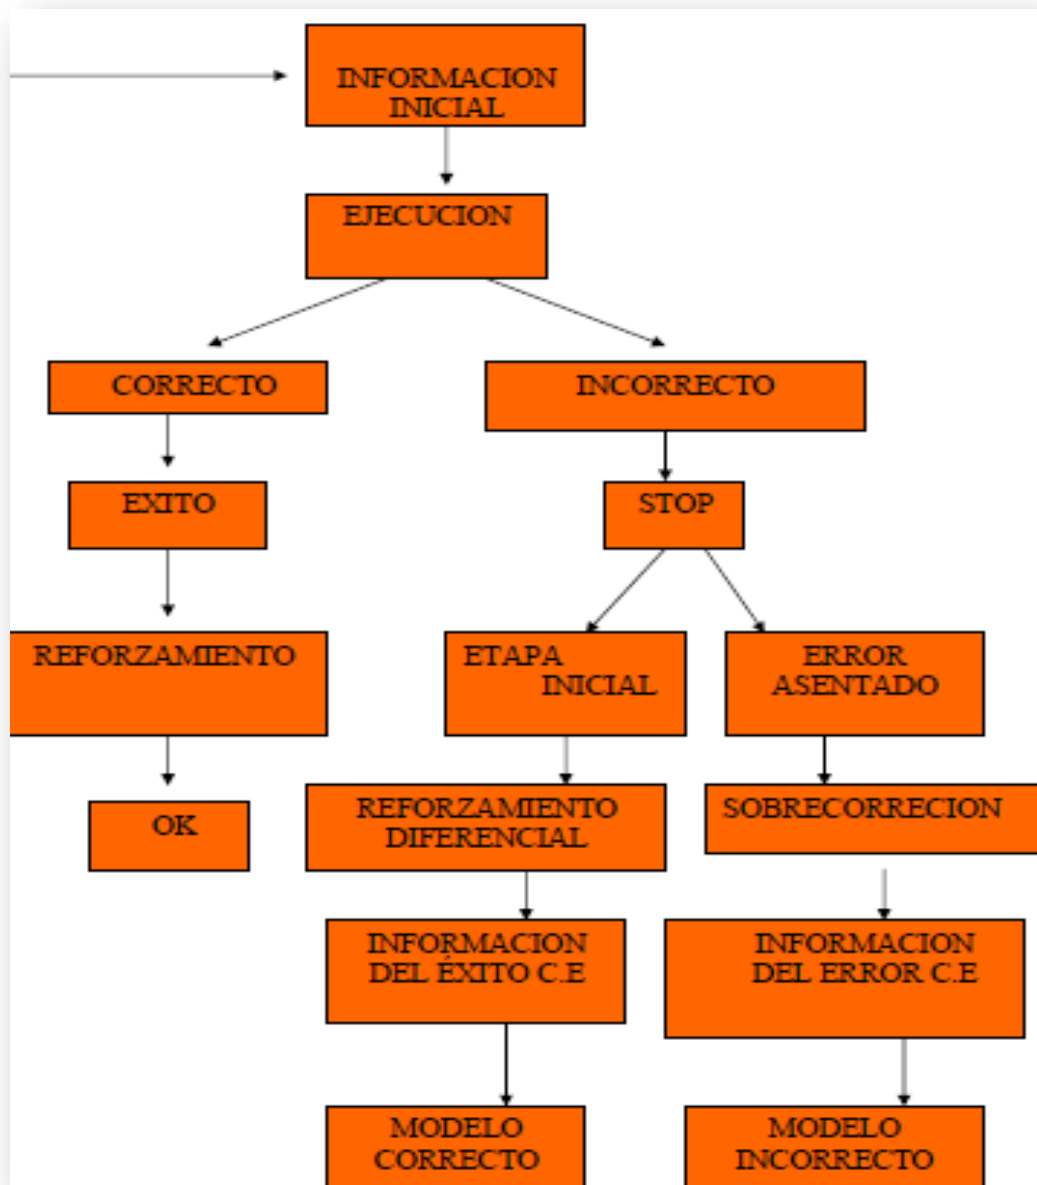 INFORMACION
INICIAL
EJECUCION
CORRECTO
INCORRECTO
EXITO
STOP
REFORZAMIENTO
ETAPA
INICIAL
ERROR
ASENTADO
OK
REFORZAMIENTO
DIFERENCIAL
SOBRECORRECION
INFORMACION
DEL ÉXITO C.E
INFORMACION
DEL ERROR C.E
MODELO
CORRECTO
MODELO
INCORRECTO